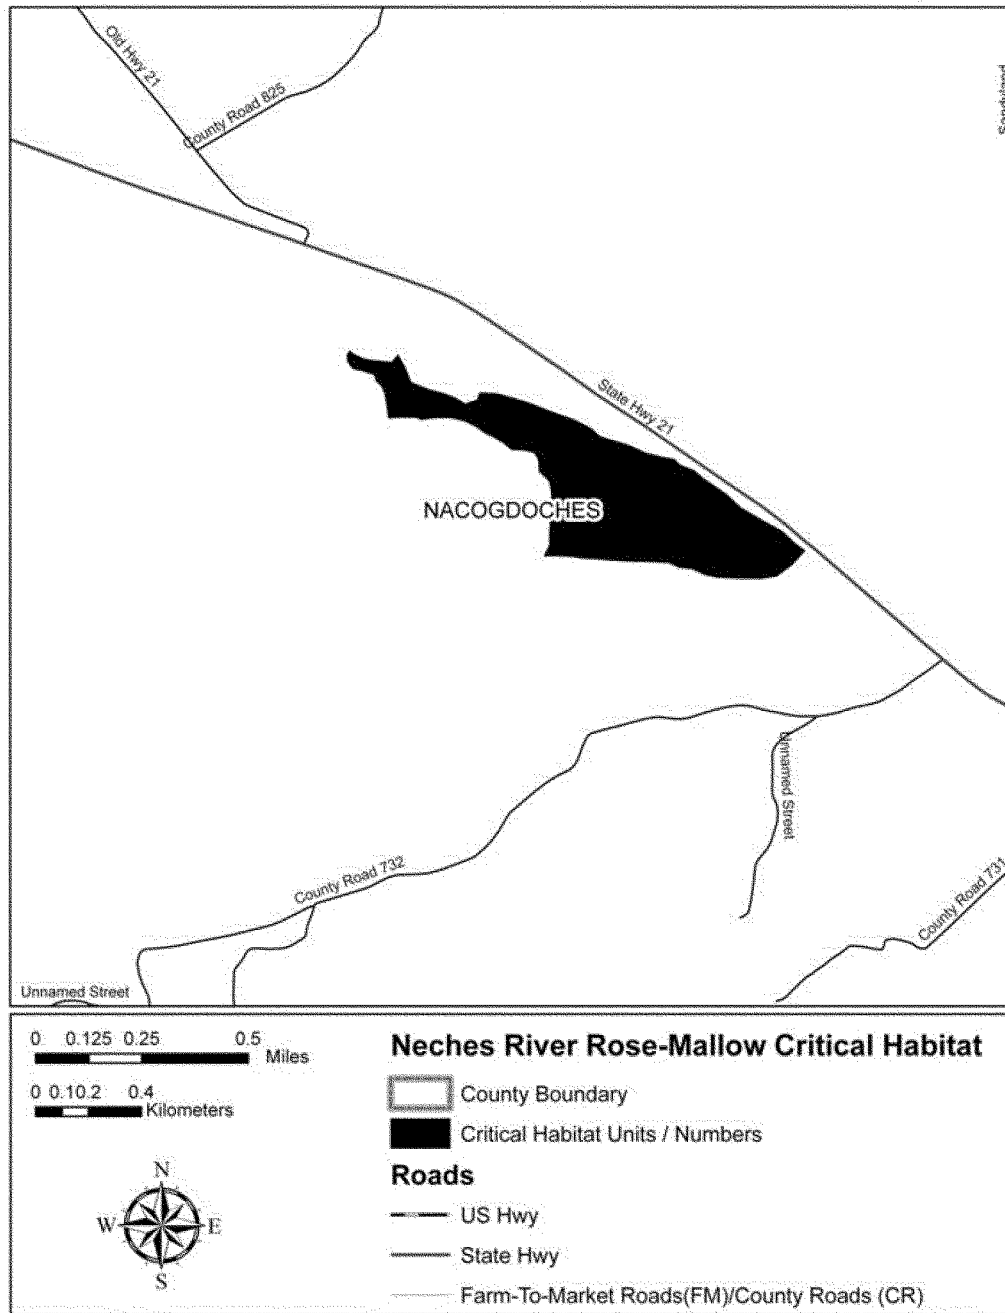 Old Hwy 21
County Road 825
Sandyland
State Hwy 21
NACOGDOCHES
Unnamed Street
County Road 732
County Road 731
Unnamed Street
0 0.125 0.25 0.5
Miles
0 0.10.2 0.4
Kilometers
N
W E
S
Neches River Rose-Mallow Critical Habitat
County Boundary
Critical Habitat Units / Numbers
Roads
US Hwy
State Hwy
Farm-To-Market Roads(FM)/County Roads (CR)